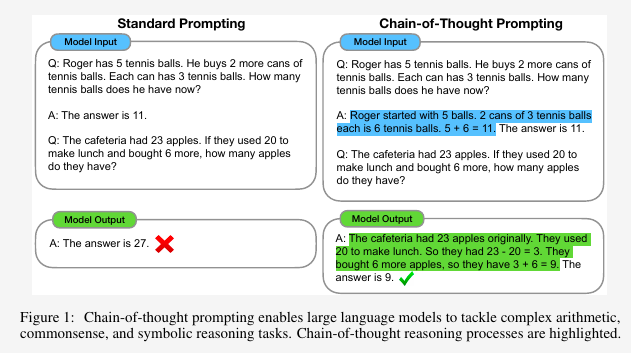 Standard Prompting
Model Input
Q: Roger has 5 tennis balls. He buys 2 more cans of
tennis balls. Each can has 3 tennis balls. How many
tennis balls does he have now?
A: The answer is 11.
Q: The cafeteria had 23 apples. If they used 20 to
make lunch and bought 6 more, how many apples
do they have?
Model Output
A: The answer is 27.
Chain-of-Thought Prompting
Model Input
Q: Roger has 5 tennis balls. He buys 2 more cans of
tennis balls. Each can has 3 tennis balls. How many
tennis balls does he have now?
A: Roger started with 5 balls. 2 cans of 3 tennis balls
each is 6 tennis balls. 5 + 6 = 11. The answer is 11.
Q: The cafeteria had 23 apples. If they used 20 to
make lunch and bought 6 more, how many apples
do they have?
Model Output
A: The cafeteria had 23 apples originally. They used
20 to make lunch. So they had 23 - 20 = 3. They
bought 6 more apples, so they have 3 + 6 = 9. The
answer is 9.
Figure 1: Chain-of-thought prompting enables large language models to tackle complex arithmetic,
commonsense, and symbolic reasoning tasks. Chain-of-thought reasoning processes are highlighted.